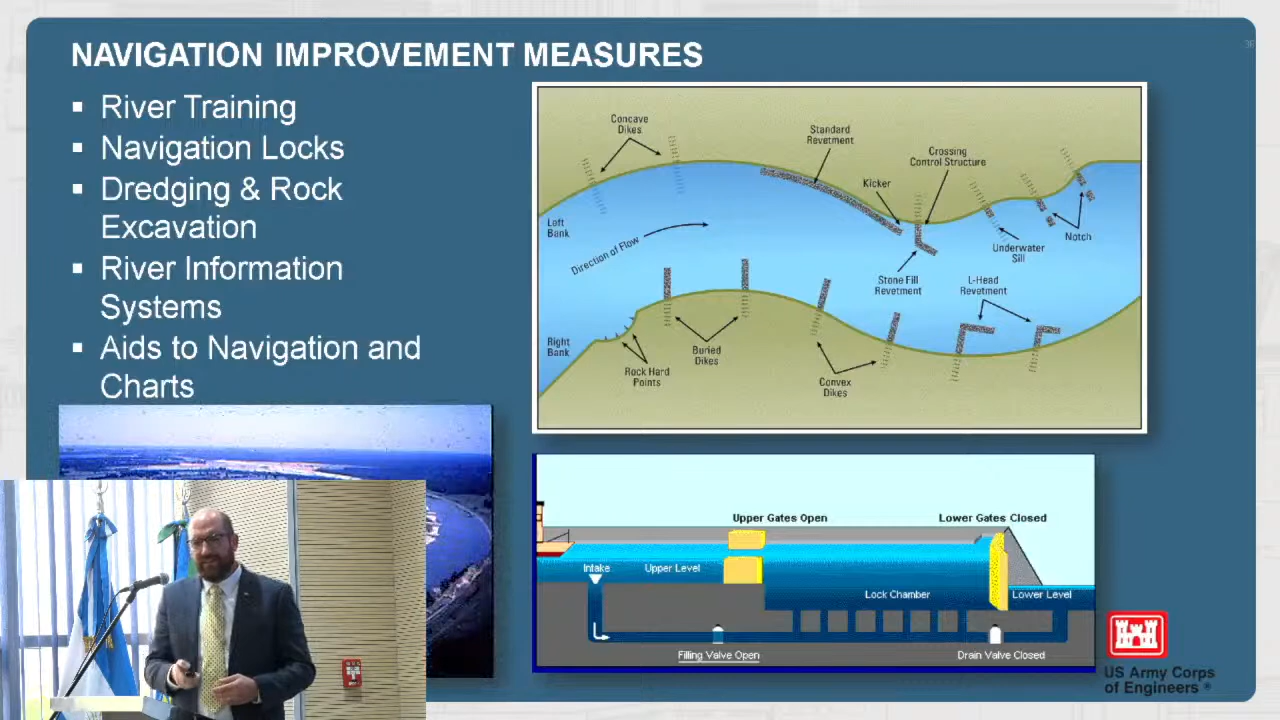 NAVIGATION IMPROVEMENT MEASURES
▪ River Training
▪ Navigation Locks
▪ Dredging & Rock
Excavation
▪ River Information
Systems
▪ Aids to Navigation and
Charts
Concave
Dikes
Standard
Revetment
Crossing
Control Structure
Kicker
Left
Bank
Direction of Flow
Notch
Underwater
Sill
Stone Fill
Revetment
L-Head
Revetment
Right
Bank
Buried
Dikes
Rock Hard
Points
Convex
Dikes
Upper Gates Open
Lower Gates Closed
Intake
Upper Level
Lock Chamber
Lower Level
Filling Valve Open
Drain Valve Closed
US Army Corps
of Engineers ®